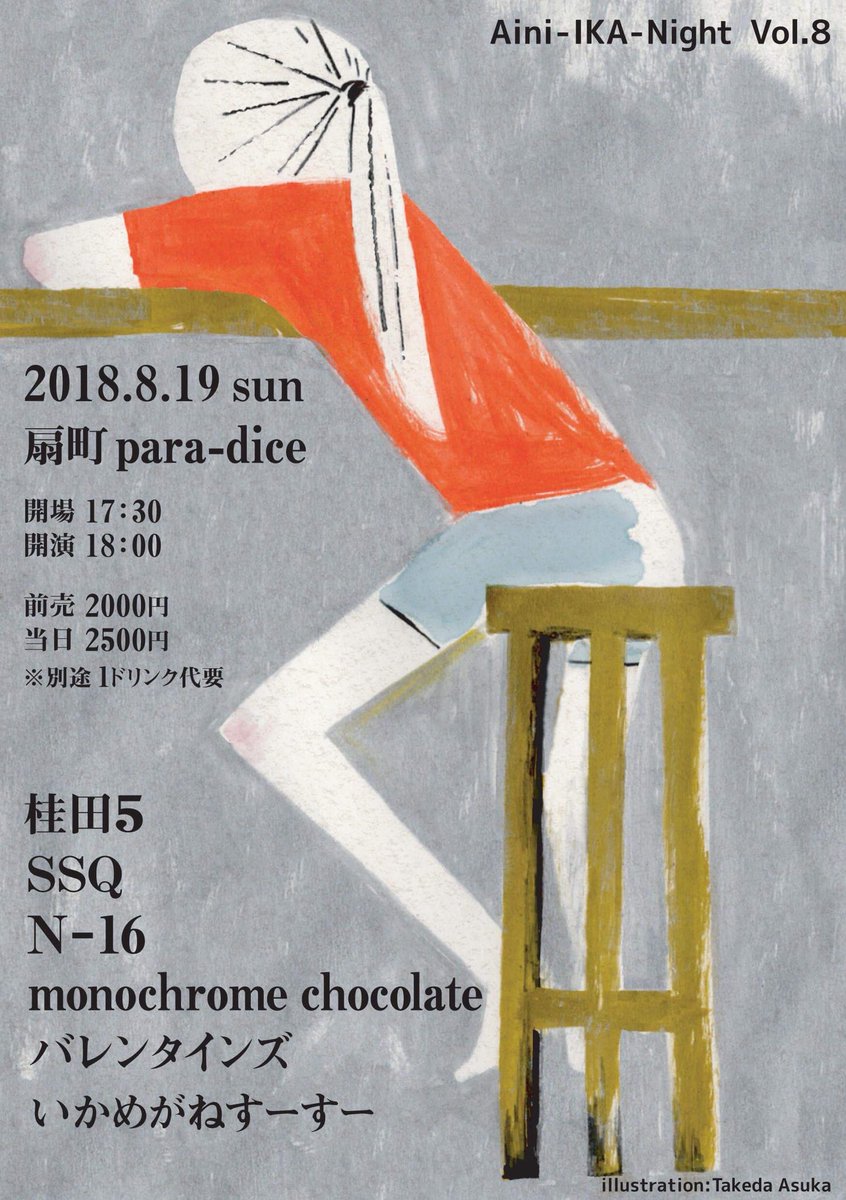 Aini-IKA-Night Vol.8
2018.8.19 sun
扇町 para-dice
開場 17:30
開演 18:00
前売 2000円
当日 2500円
※別途1ドリンク代要
桂田5
SSQ
N-16
monochrome chocolate
バレンタインズ
いかめがねすーすー
illustration:Takeda Asuka